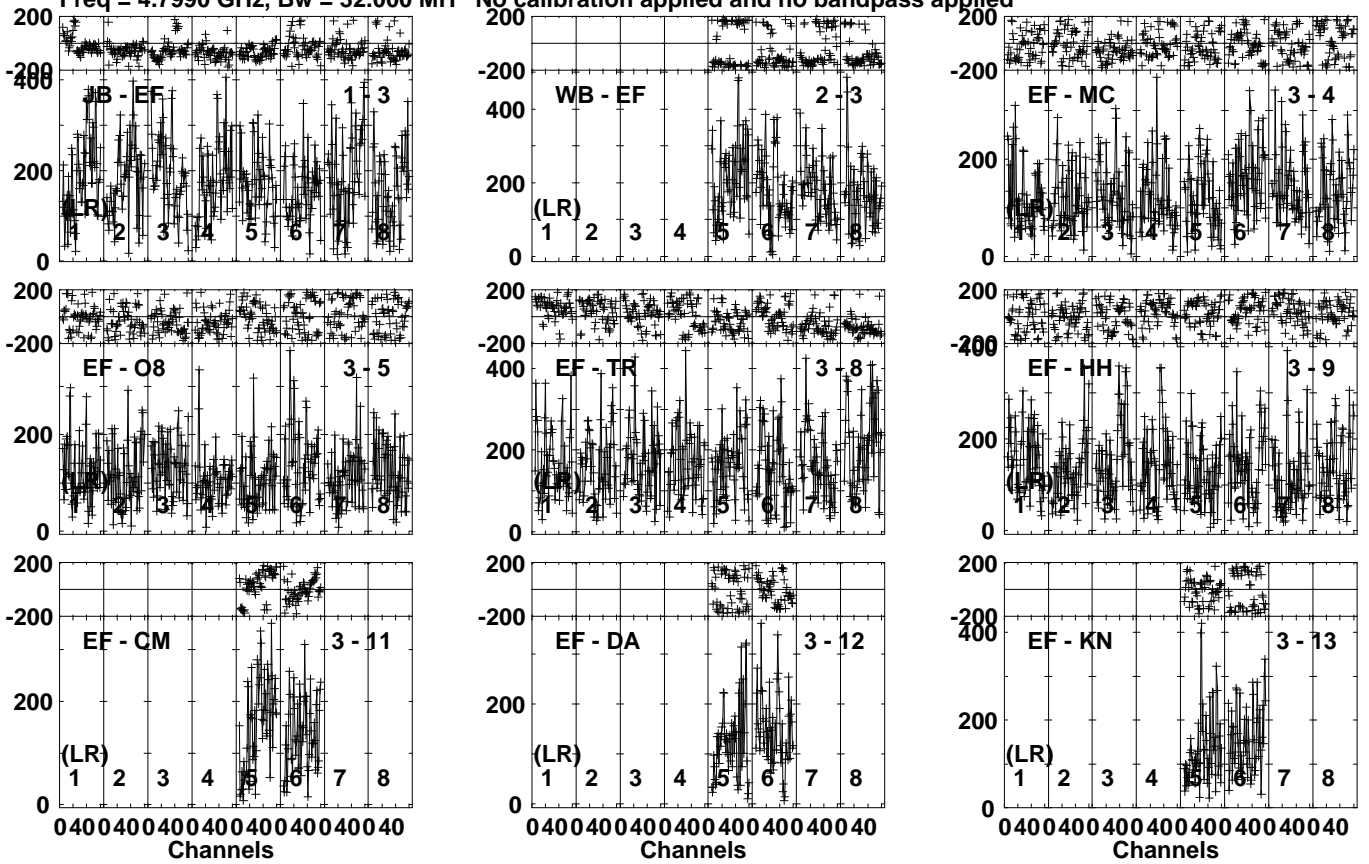 Freq = 4.7990 GHz, Bw = 32.000 MH No calibration applied and no bandpass applied
200
-200
400
200
0
JB - EF 1 - 3
(LR)
1 2 3 4 5 6 7 8
200
-200
400
200
0
WB - EF 2 - 3
(LR)
1 2 3 4 5 6 7 8
200
-200
200
0
EF - MC 3 - 4
(LR)
1 2 3 4 5 6 7 8
200
-200
200
0
EF - O8 3 - 5
(LR)
1 2 3 4 5 6 7 8
200
-200
400
200
0
EF - TR 3 - 8
(LR)
1 2 3 4 5 6 7 8
200
-200
400
200
0
EF - HH 3 - 9
(LR)
1 2 3 4 5 6 7 8
200
-200
200
0
EF - CM 3 - 11
(LR)
1 2 3 4 5 6 7 8
0 40 0 40 0 40 0 40 0 40 0 40 0 40 0 40
Channels
200
-200
200
0
EF - DA 3 - 12
(LR)
1 2 3 4 5 6 7 8
0 40 0 40 0 40 0 40 0 40 0 40 0 40 0 40
Channels
200
-200
400
200
0
EF - KN 3 - 13
(LR)
1 2 3 4 5 6 7 8
0 40 0 40 0 40 0 40 0 40 0 40 0 40 0 40
Channels